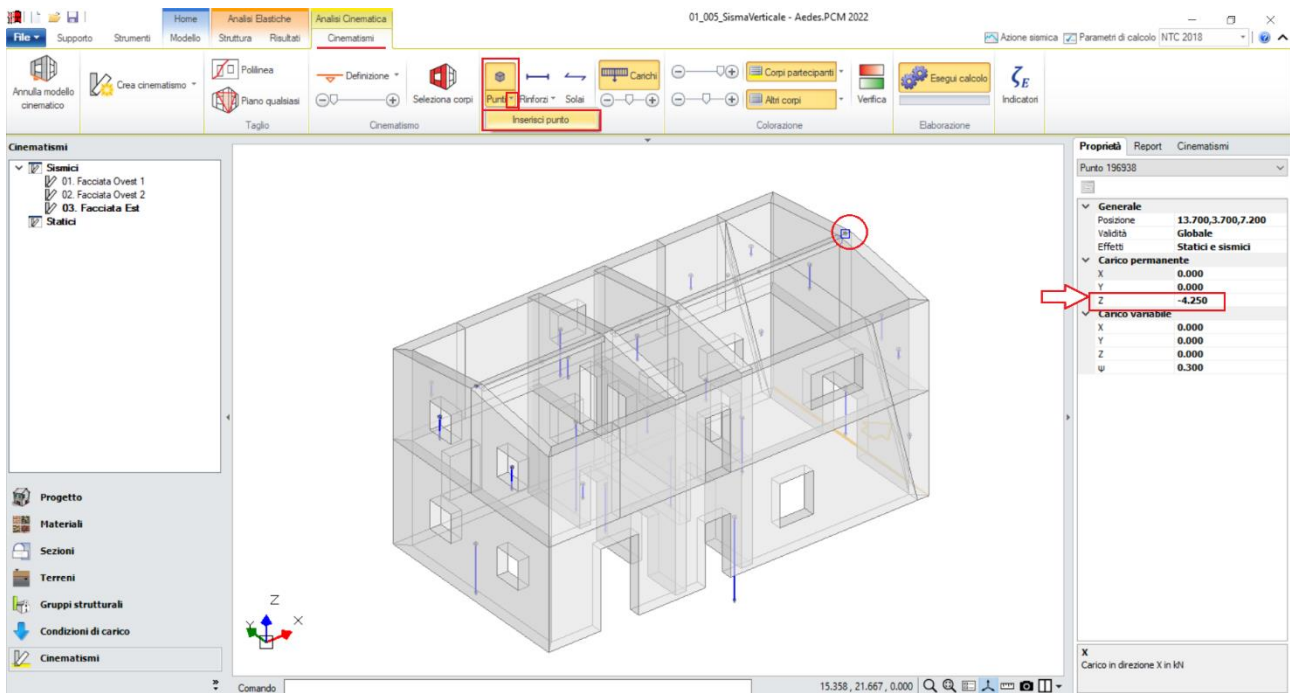 Home Analisi Elastiche Analisi Cinematica 01_005_SismaVerticale - Aedes.PCM 2022
File Supporto Strumenti Modello Struttura Risultati Cinematismi Azione sismica Parametri di calcolo NTC 2018
Annulla modello cinematico
Crea cinematismo
Polilinea
Piano qualsiasi
Taglio
Definizione
Cinematismo
Seleziona corpi
Punti Rinforzi Solai
Inserisci punto
Carichi
Corpi partecipanti
Altri corpi
Colorazione
Verifica
Esegui calcolo
Elaborazione
ζE
Indicatori
Cinematismi
Sismici
01. Facciata Ovest 1
02. Facciata Ovest 2
03. Facciata Est
Statici
Progetto
Materiali
Sezioni
Terreni
Gruppi strutturali
Condizioni di carico
Cinematismi
Z
Y
X
Comando
15.358 , 21.667 , 0.000
Proprietà Report Cinematismi
Punto 196938
Generale
Posizione 13.700,3.700,7.200
Validità Globale
Effetti Statici e sismici
Carico permanente
X 0.000
Y 0.000
Z -4.250
Carico variabile
X 0.000
Y 0.000
Z 0.000
ψ 0.300
X
Carico in direzione X in kN